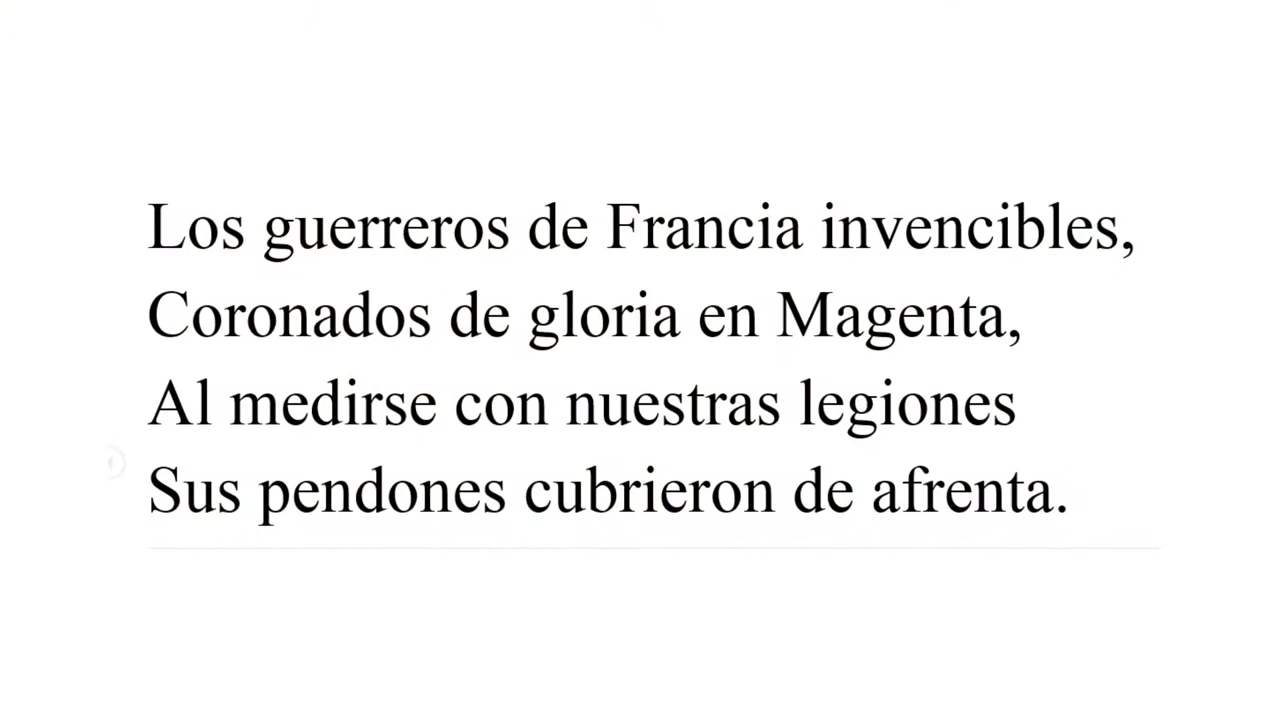 Los guerreros de Francia invencibles,
Coronados de gloria en Magenta,
Al medirse con nuestras legiones
Sus pendones cubrieron de afrenta.